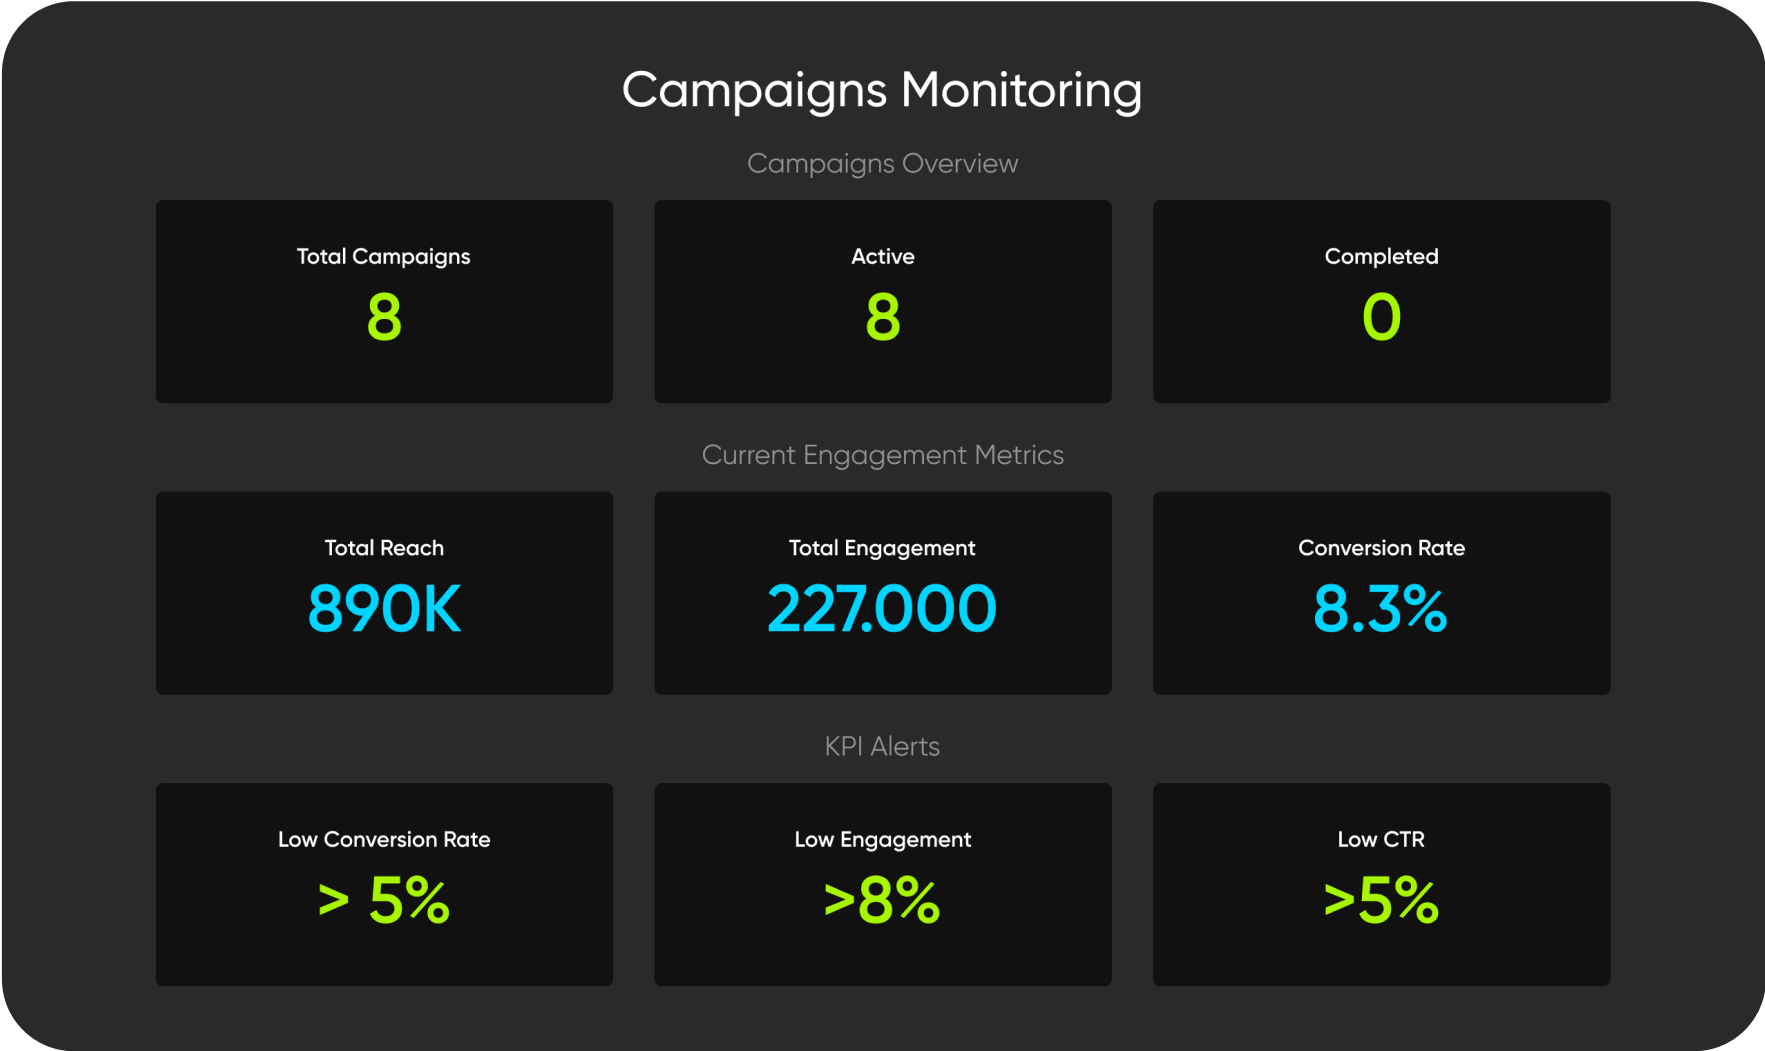 Campaigns Monitoring
Campaigns Overview
Total Campaigns
8
Active
8
Completed
0
Current Engagement Metrics
Total Reach
890K
Total Engagement
227.000
Conversion Rate
8.3%
KPI Alerts
Low Conversion Rate
> 5%
Low Engagement
>8%
Low CTR
>5%